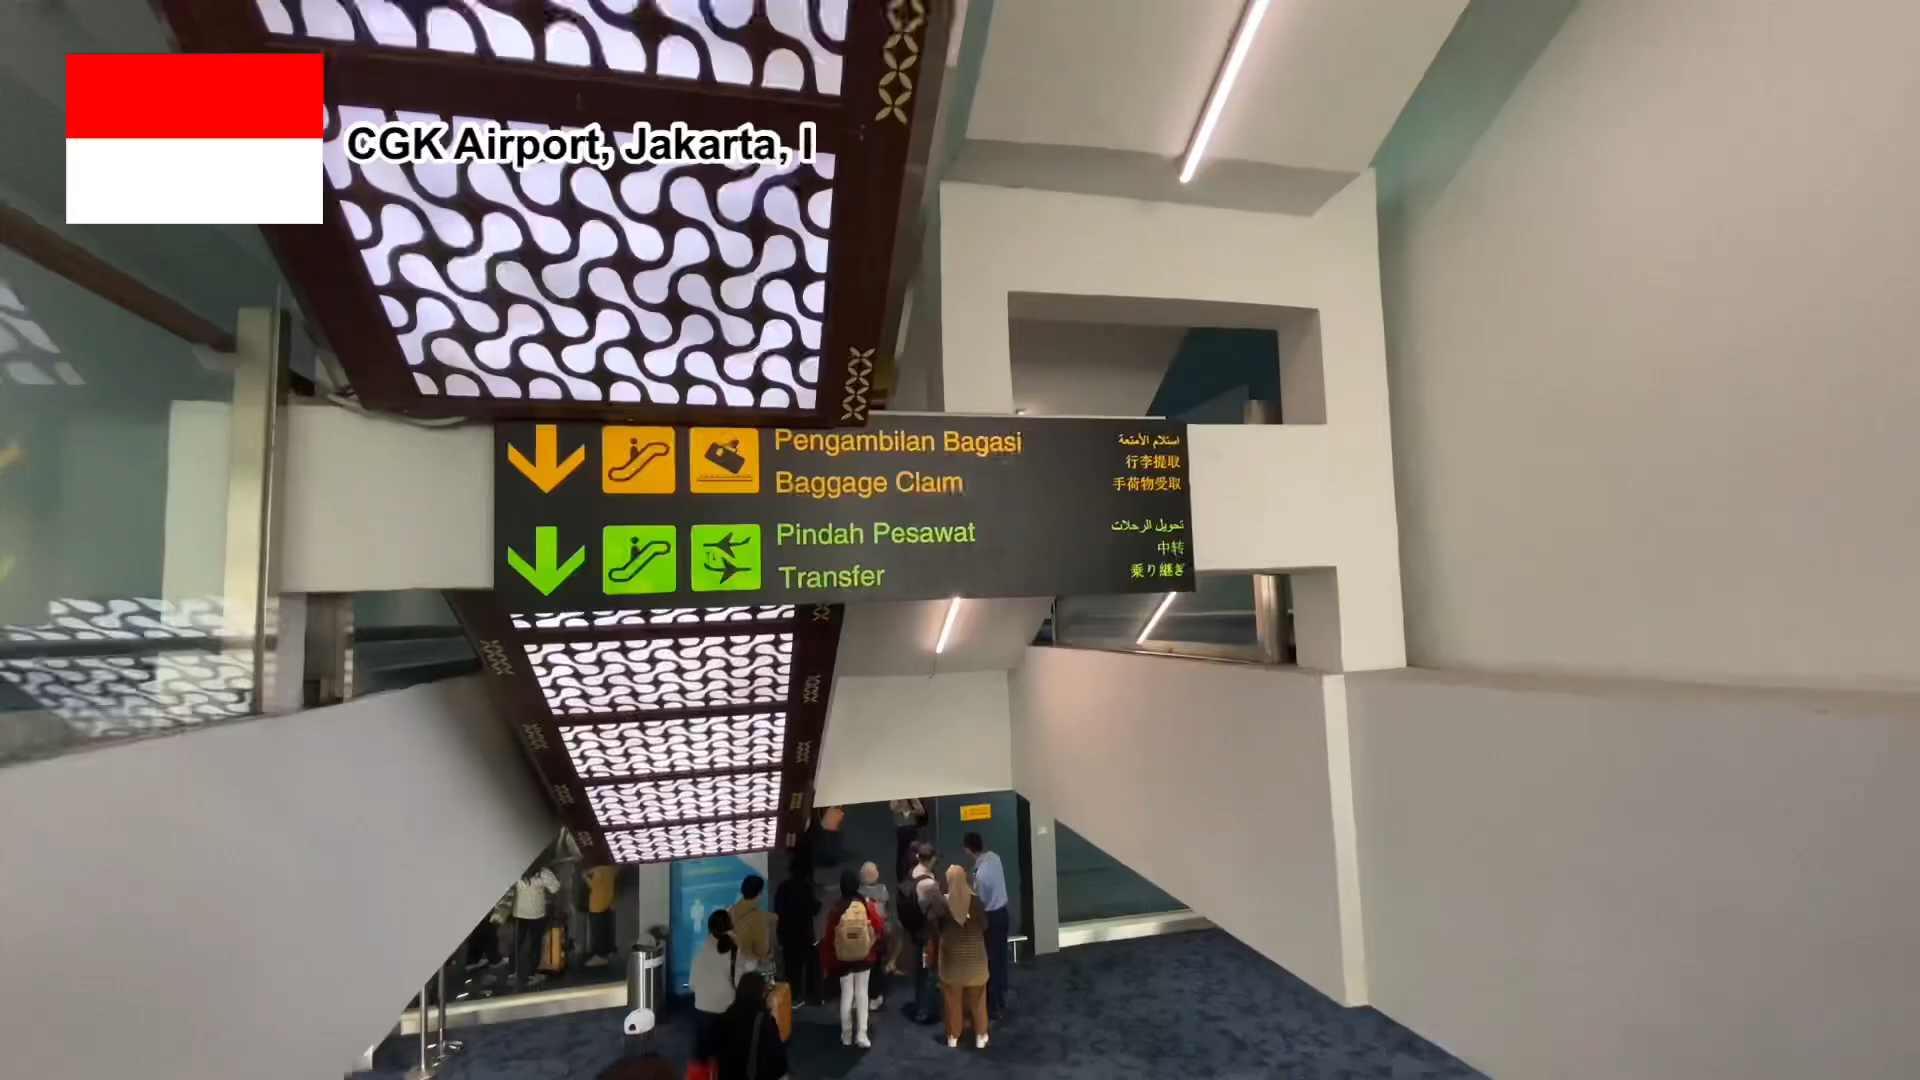 CGK Airport, Jakarta, I
Pengambilan Bagasi
Baggage Claim
استلام الأمتعة
行李提取
手荷物受取
Pindah Pesawat
Transfer
تحويل الرحلات
中转
乗り継ぎ